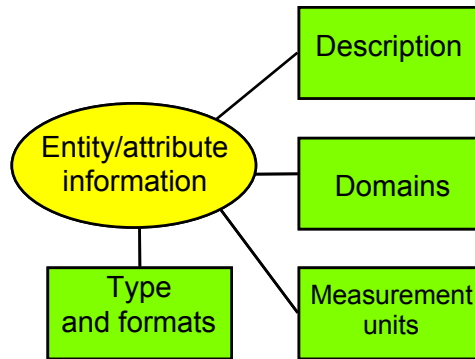 Description
Entity/attribute
information
Domains
Type
and formats
Measurement
units